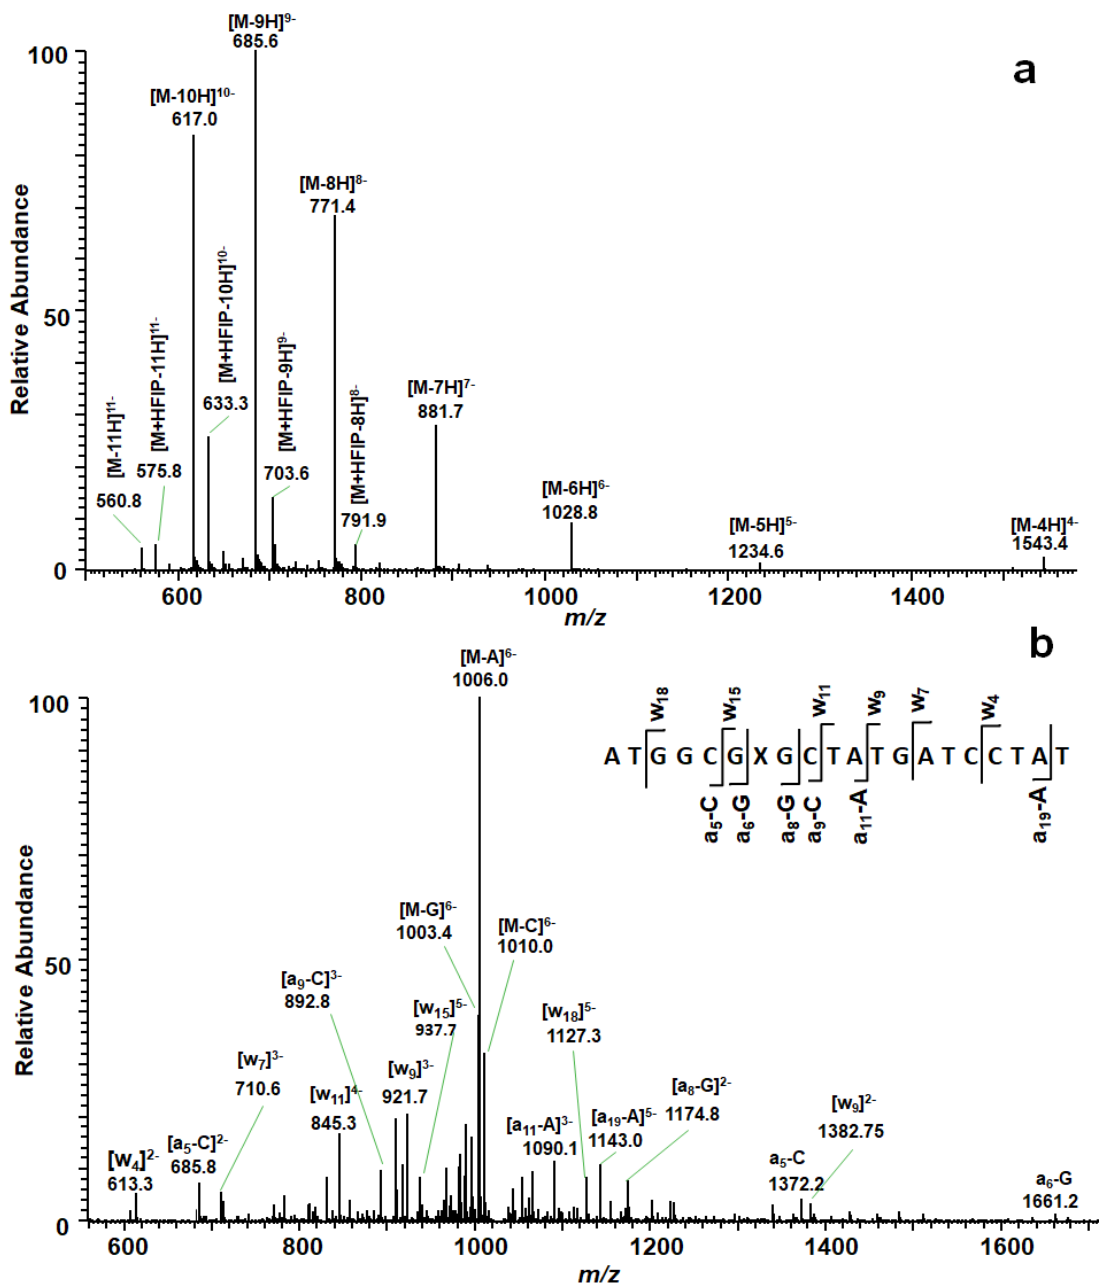 a
[M-9H]9-
685.6
[M-10H]10-
617.0
[M-8H]8-
771.4
[M-11H]11-
560.8
[M+HFIP-11H]11-
575.8
[M+HFIP-10H]10-
633.3
[M+HFIP-9H]9-
703.6
[M+HFIP-8H]8-
791.9
[M-7H]7-
881.7
[M-6H]6-
1028.8
[M-5H]5-
1234.6
[M-4H]4-
1543.4
Relative Abundance
100
50
0
600 800 1000 1200 1400
m/z
b
[M-A]6-
1006.0
[M-G]6-
1003.4
[M-C]6-
1010.0
w18 w15 w11 w9 w7 w4
A T G G C G X G C T A T G A T C C T A T
a5-C a6-G a8-G a9-C a11-A a19-A
[a9-C]3-
892.8
[w15]5-
937.7
[w18]5-
1127.3
[w7]3-
710.6
[w11]4-
845.3
[w9]3-
921.7
[a8-G]2-
1174.8
[w9]2-
1382.75
[a11-A]3-
1090.1
[a19-A]5-
1143.0
[w4]2-
613.3
[a5-C]2-
685.8
a5-C
1372.2
a6-G
1661.2
Relative Abundance
100
50
0
600 800 1000 1200 1400 1600
m/z